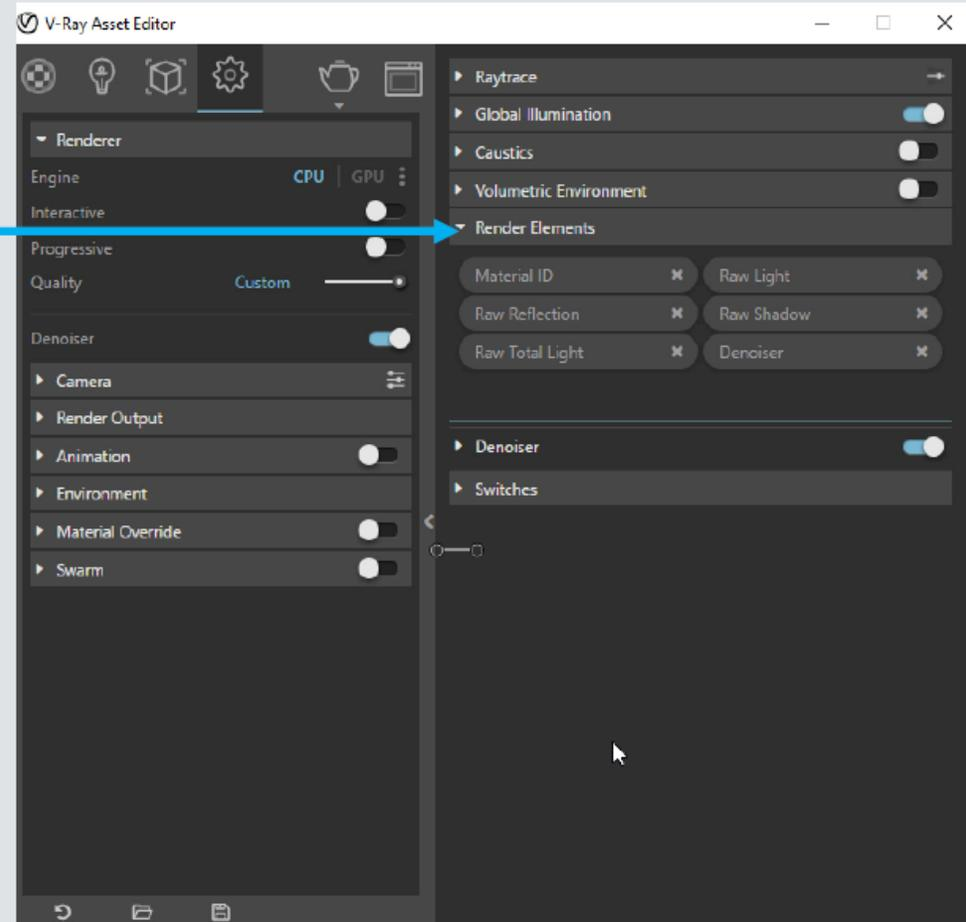 V-Ray Asset Editor
Renderer
Engine CPU | GPU
Interactive
Progressive
Quality Custom
Denoiser
Camera
Render Output
Animation
Environment
Material Override
Swarm
Raytrace
Global Illumination
Caustics
Volumetric Environment
Render Elements
Material ID Raw Light
Raw Reflection Raw Shadow
Raw Total Light Denoiser
Denoiser
Switches